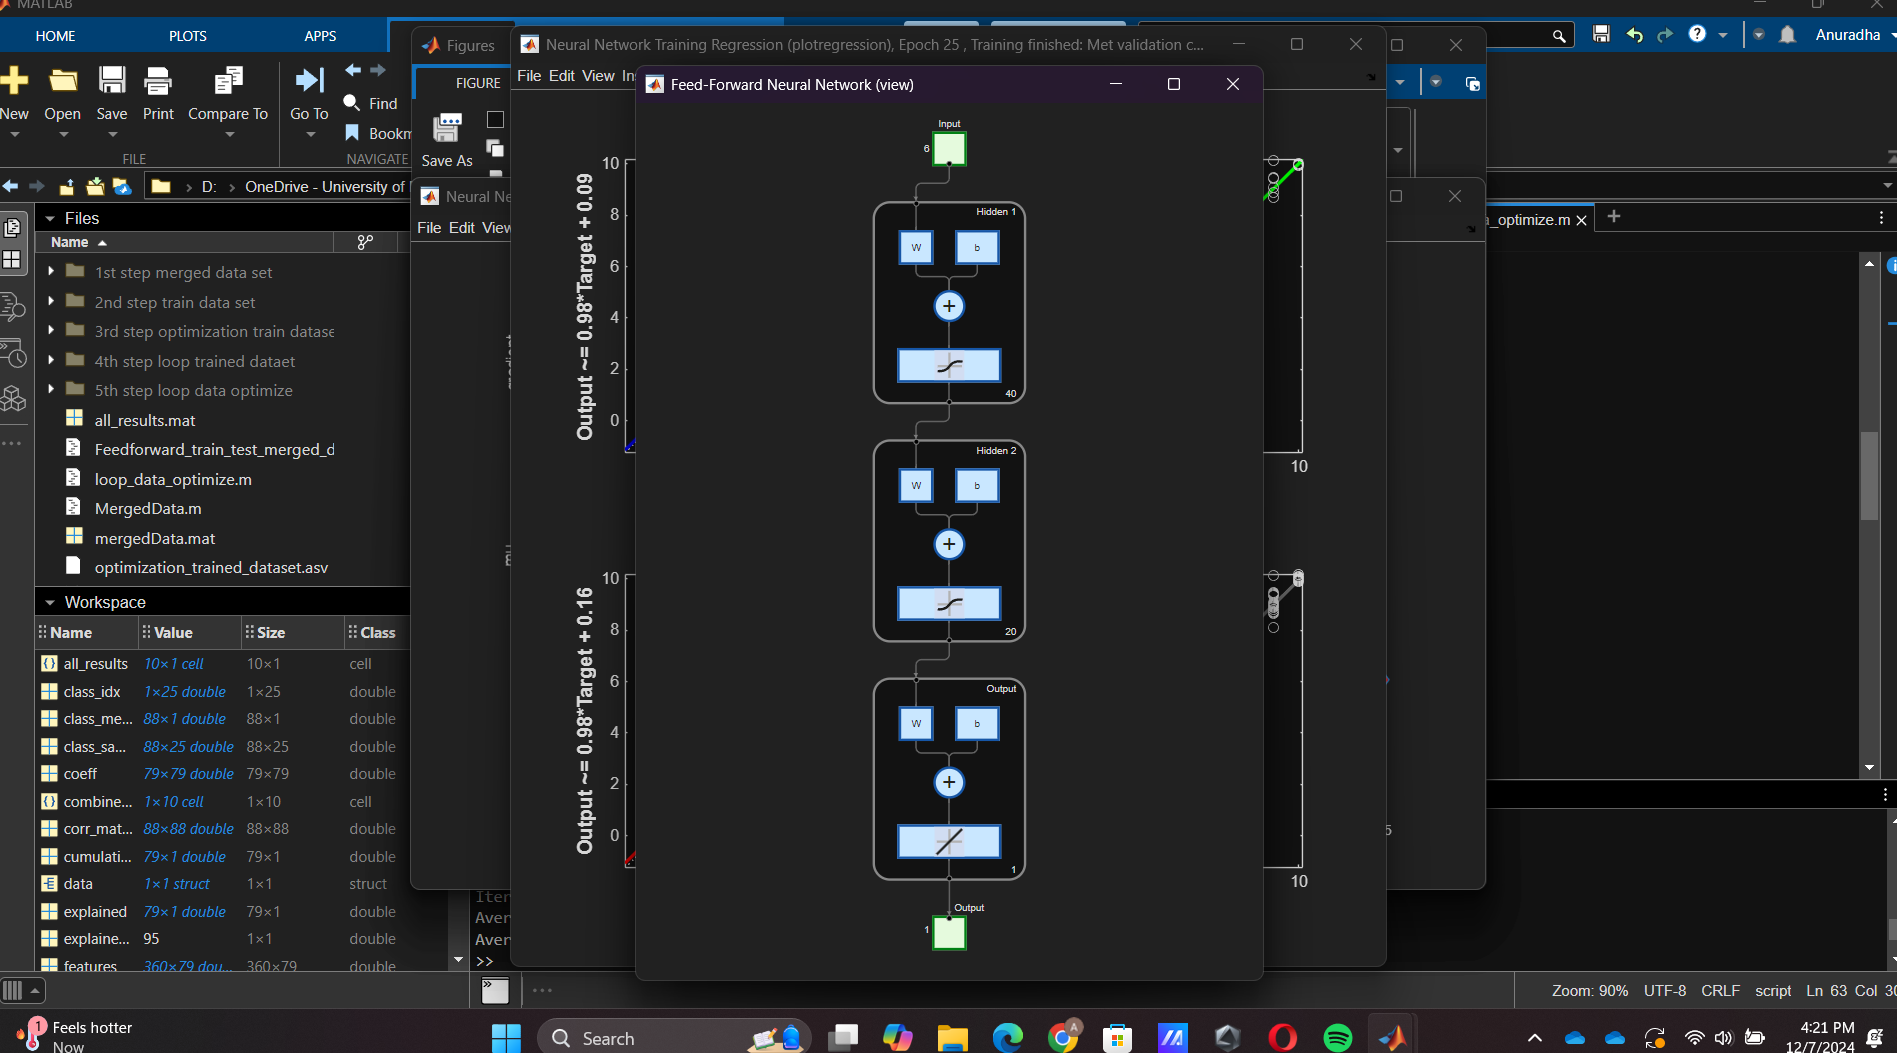 MATLAB
HOME
PLOTS
APPS
Anuradha
New
Open
Save
Print
Compare To
Go To
Find
Bookm
FILE
NAVIGATE
D:
OneDrive - University of
Files
Name
1st step merged data set
2nd step train data set
3rd step optimization train datase
4th step loop trained dataet
5th step loop data optimize
all_results.mat
Feedforward_train_test_merged_d
loop_data_optimize.m
MergedData.m
mergedData.mat
optimization_trained_dataset.asv
Workspace
Name Value Size Class
all_results 10×1 cell 10×1 cell
class_idx 1×25 double 1×25 double
class_me... 88×1 double 88×1 double
class_sa... 88×25 double 88×25 double
coeff 79×79 double 79×79 double
combine... 1×10 cell 1×10 cell
corr_mat... 88×88 double 88×88 double
cumulati... 79×1 double 79×1 double
data 1×1 struct 1×1 struct
explained 79×1 double 79×1 double
explaine... 95 1×1 double
features 360×79 dou... 360×79 double
Figures
FIGURE
Save As
Neural Ne
File Edit View
Neural Network Training Regression (plotregression), Epoch 25 , Training finished: Met validation c...
File Edit View Ins
Output ~= 0.98*Target + 0.09
10
8
6
4
2
0
10
Output ~= 0.98*Target + 0.16
10
8
6
4
2
0
10
Feed-Forward Neural Network (view)
Input
6
Hidden 1
W
b
+
40
Hidden 2
W
b
+
20
Output
W
b
+
1
Output
1
_optimize.m
5
Iter
Aver
Aver
>>
Zoom: 90% UTF-8 CRLF script Ln 63 Col 30
1
Feels hotter
Now
Search
A
4:21 PM
12/7/2024